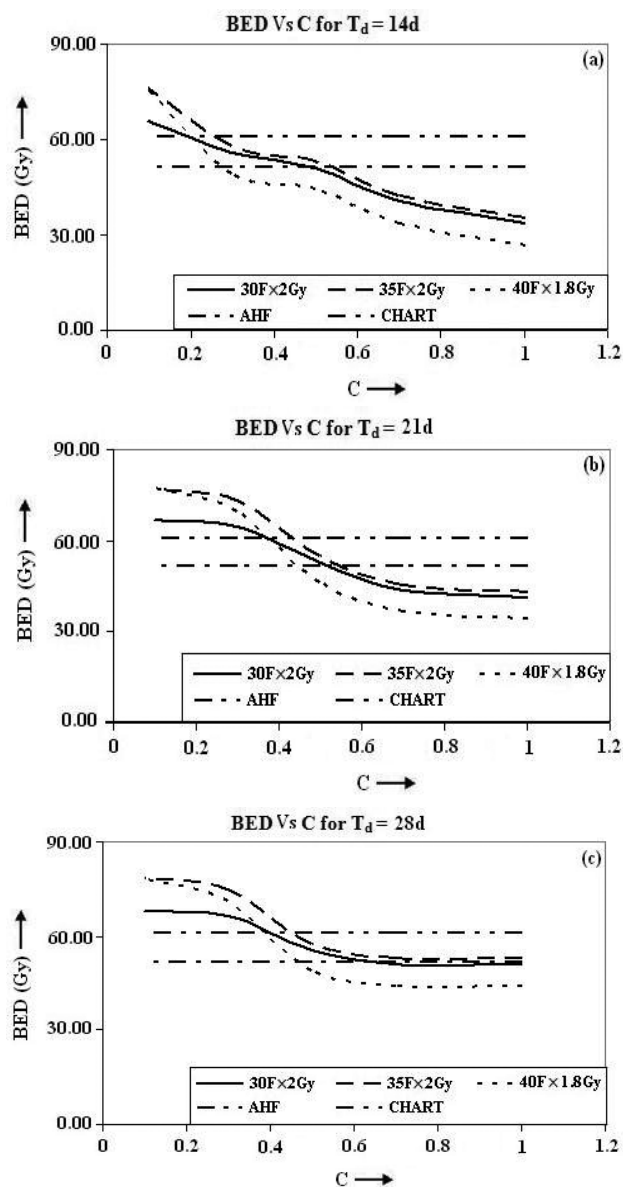 BED Vs C for Td = 14d
90.00
(a)
60.00
30.00
0.00
BED (Gy)
30F×2Gy 35F×2Gy 40F×1.8Gy
AHF CHART
0 0.2 0.4 0.6 0.8 1 1.2
C
BED Vs C for Td = 21d
90.00
(b)
60.00
30.00
0.00
BED (Gy)
30F×2Gy 35F×2Gy 40F×1.8Gy
AHF CHART
0 0.2 0.4 0.6 0.8 1 1.2
C
BED Vs C for Td = 28d
90.00
(c)
60.00
30.00
0.00
BED (Gy)
30F×2Gy 35F×2Gy 40F×1.8Gy
AHF CHART
0 0.2 0.4 0.6 0.8 1 1.2
C